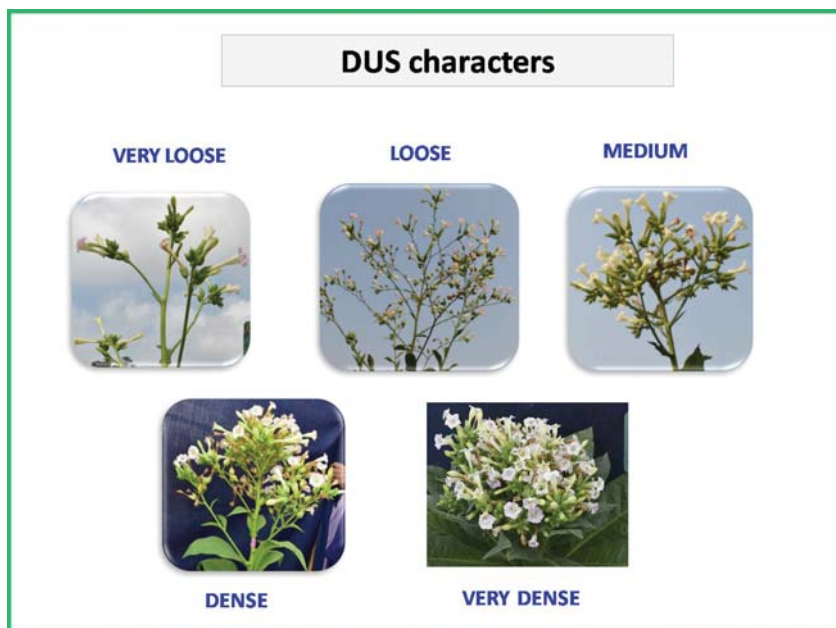 DUS characters
VERY LOOSE
LOOSE
MEDIUM
DENSE
VERY DENSE